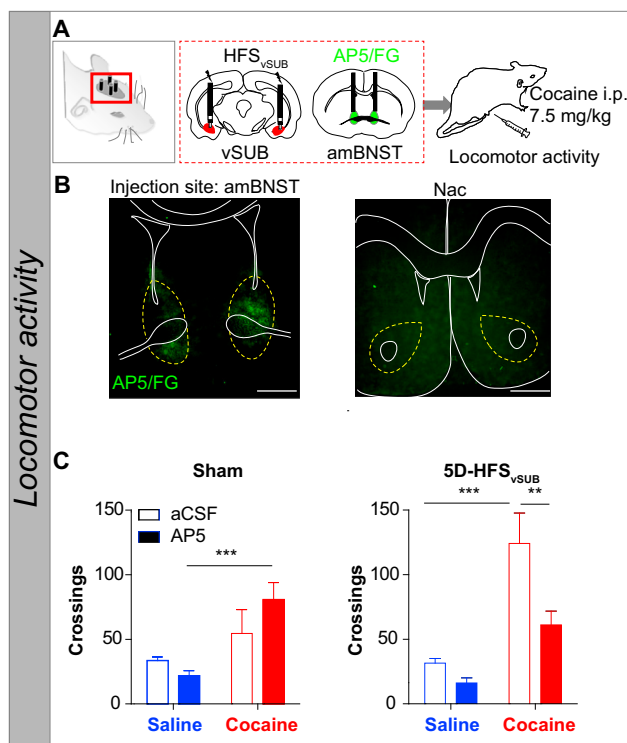 Locomotor activity
A
HFSvSUB
AP5/FG
vSUB
amBNST
Cocaine i.p.
7.5 mg/kg
Locomotor activity
B
Injection site: amBNST
Nac
AP5/FG
C
Sham
5D-HFSvSUB
150
100
50
0
Crossings
aCSF
AP5
***
Saline
Cocaine
150
100
50
0
Crossings
***
**
Saline
Cocaine